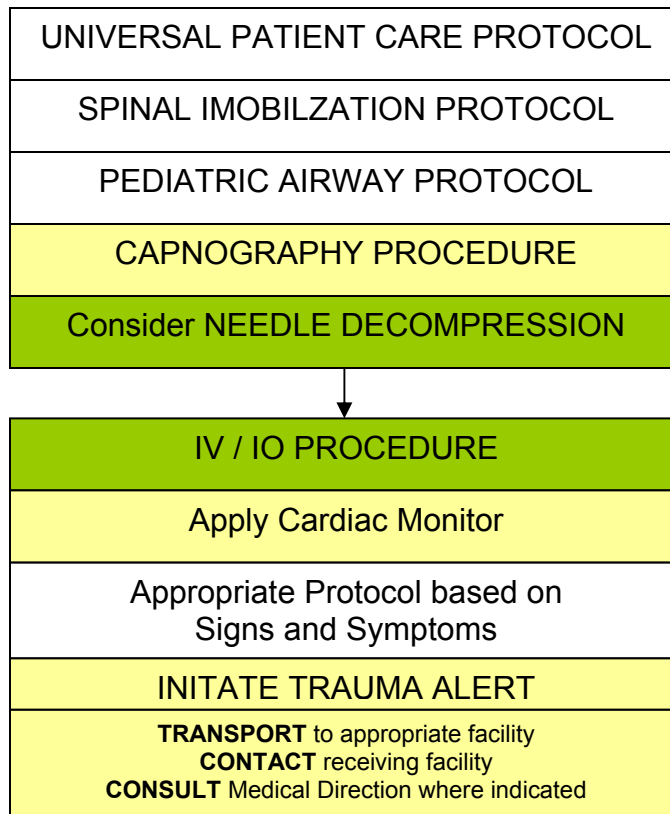 UNIVERSAL PATIENT CARE PROTOCOL
SPINAL IMOBILZATION PROTOCOL
PEDIATRIC AIRWAY PROTOCOL
CAPNOGRAPHY PROCEDURE
Consider NEEDLE DECOMPRESSION
IV / IO PROCEDURE
Apply Cardiac Monitor
Appropriate Protocol based on
Signs and Symptoms
INITATE TRAUMA ALERT
TRANSPORT to appropriate facility
CONTACT receiving facility
CONSULT Medical Direction where indicated